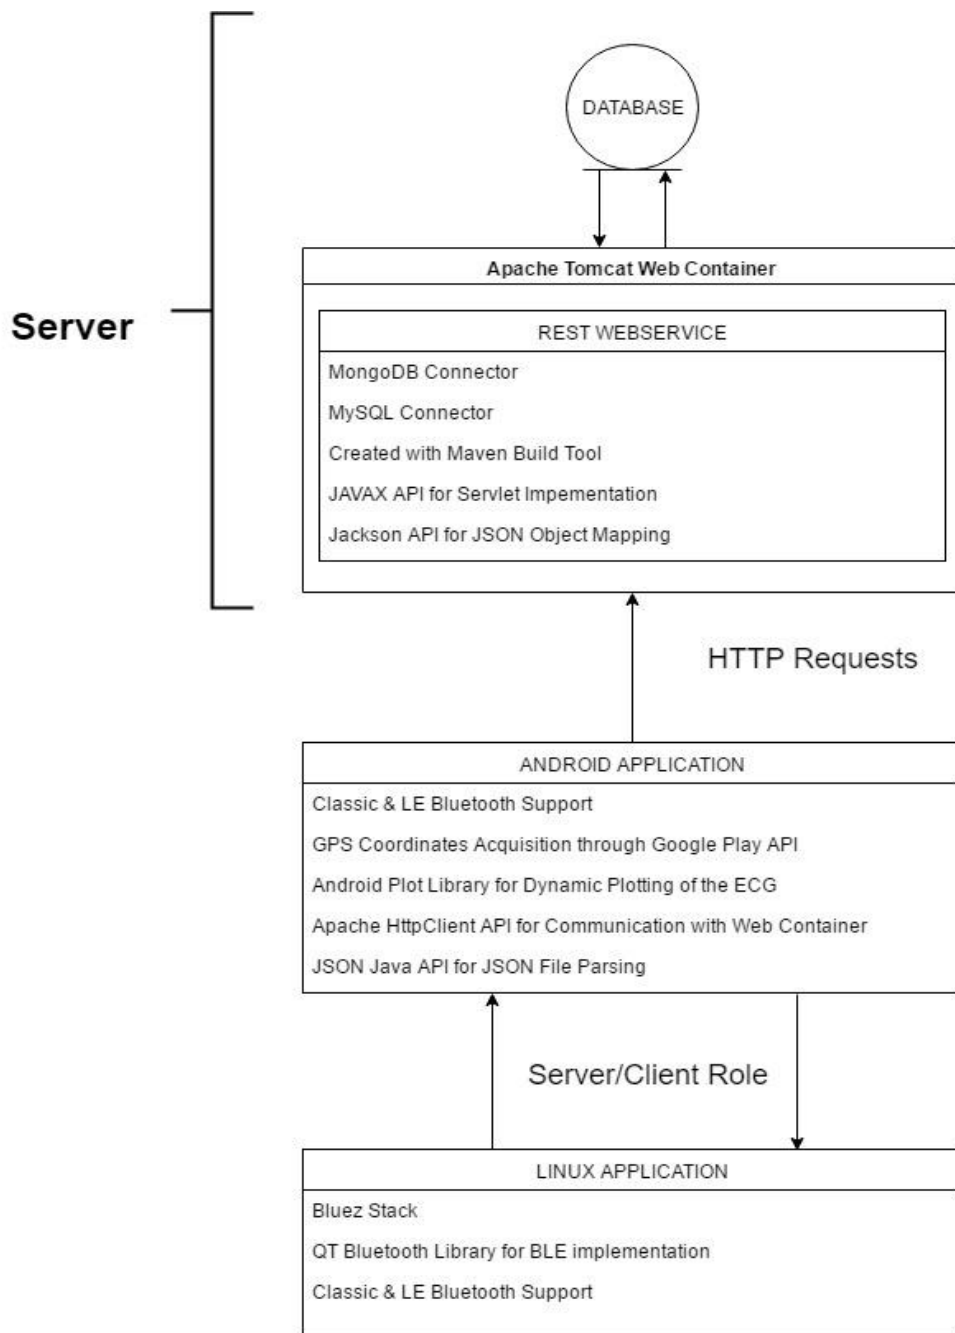 DATABASE
Apache Tomcat Web Container
Server
REST WEBSERVICE
MongoDB Connector
MySQL Connector
Created with Maven Build Tool
JAVAX API for Servlet Impementation
Jackson API for JSON Object Mapping
HTTP Requests
ANDROID APPLICATION
Classic & LE Bluetooth Support
GPS Coordinates Acquisition through Google Play API
Android Plot Library for Dynamic Plotting of the ECG
Apache HttpClient API for Communication with Web Container
JSON Java API for JSON File Parsing
Server/Client Role
LINUX APPLICATION
Bluez Stack
QT Bluetooth Library for BLE implementation
Classic & LE Bluetooth Support